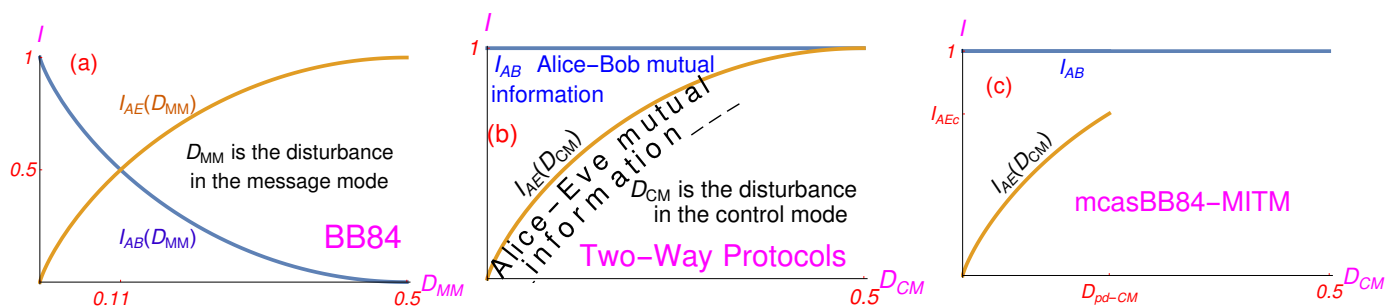 I
1
(a)
I_AE(D_MM)
0.5
D_MM is the disturbance
in the message mode
I_AB(D_MM)
BB84
0.11
0.5
D_MM
I
1
I_AB Alice−Bob mutual
information
(b)
I_AE(D_CM)
Alice−Eve mutual
information
D_CM is the disturbance
in the control mode
Two−Way Protocols
0.5
D_CM
I
1
I_AB
(c)
I_AEc
I_AE(D_CM)
mcasBB84−MITM
D_pd−CM
0.5
D_CM